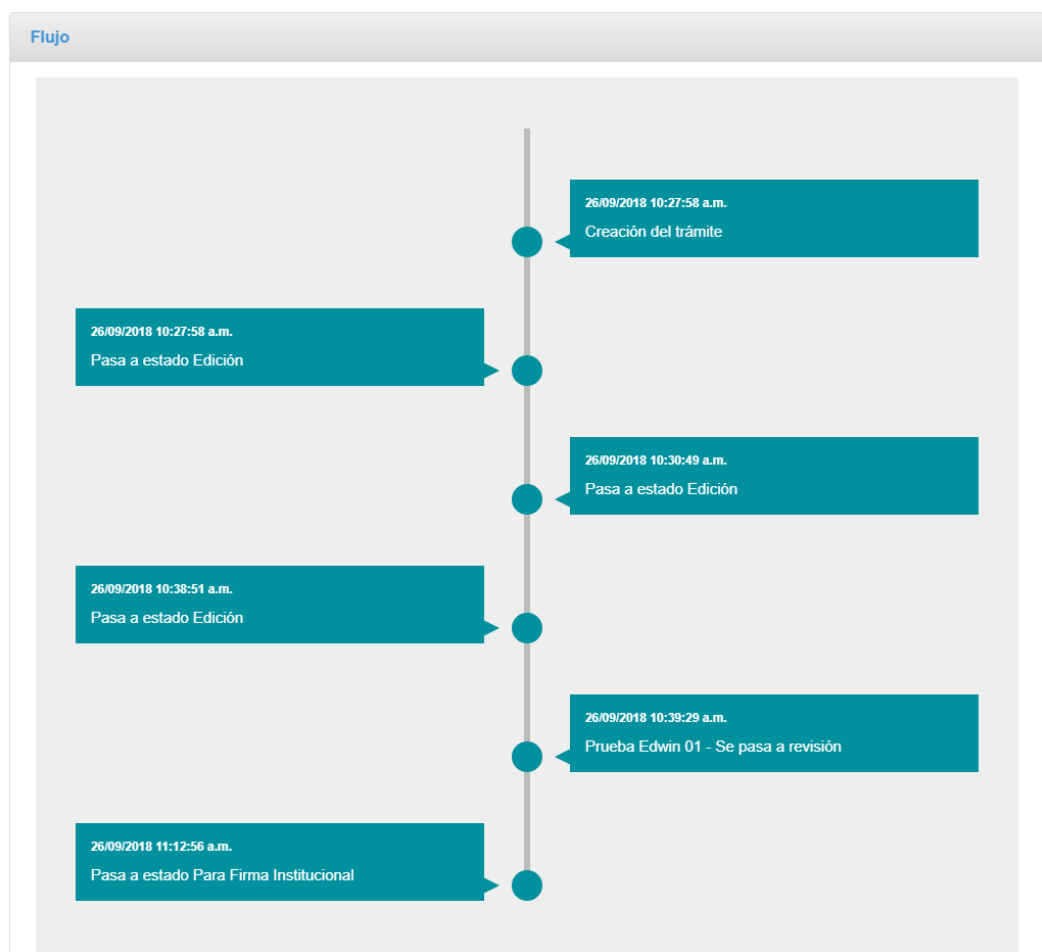 Flujo
26/09/2018 10:27:58 a.m.
Creación del trámite
26/09/2018 10:27:58 a.m.
Pasa a estado Edición
26/09/2018 10:30:49 a.m.
Pasa a estado Edición
26/09/2018 10:38:51 a.m.
Pasa a estado Edición
26/09/2018 10:39:29 a.m.
Prueba Edwin 01 - Se pasa a revisión
26/09/2018 11:12:56 a.m.
Pasa a estado Para Firma Institucional